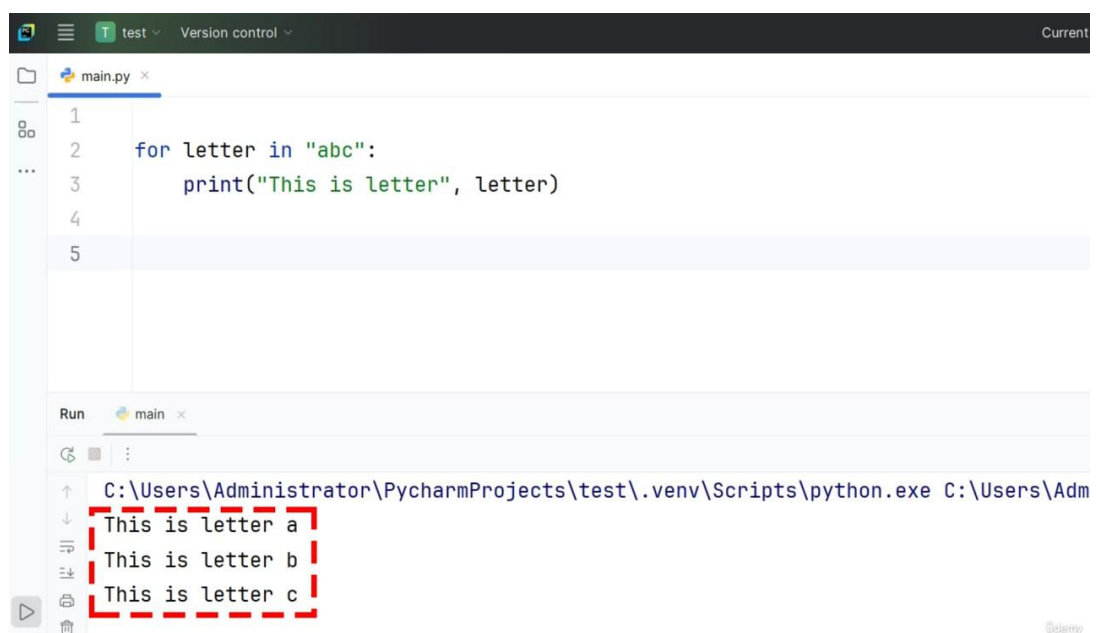 T test Version control Current
main.py
1
2 for letter in "abc":
3 print("This is letter", letter)
4
5
Run main
C:\Users\Administrator\PycharmProjects\test\.venv\Scripts\python.exe C:\Users\Adm
This is letter a
This is letter b
This is letter c
ûdemy